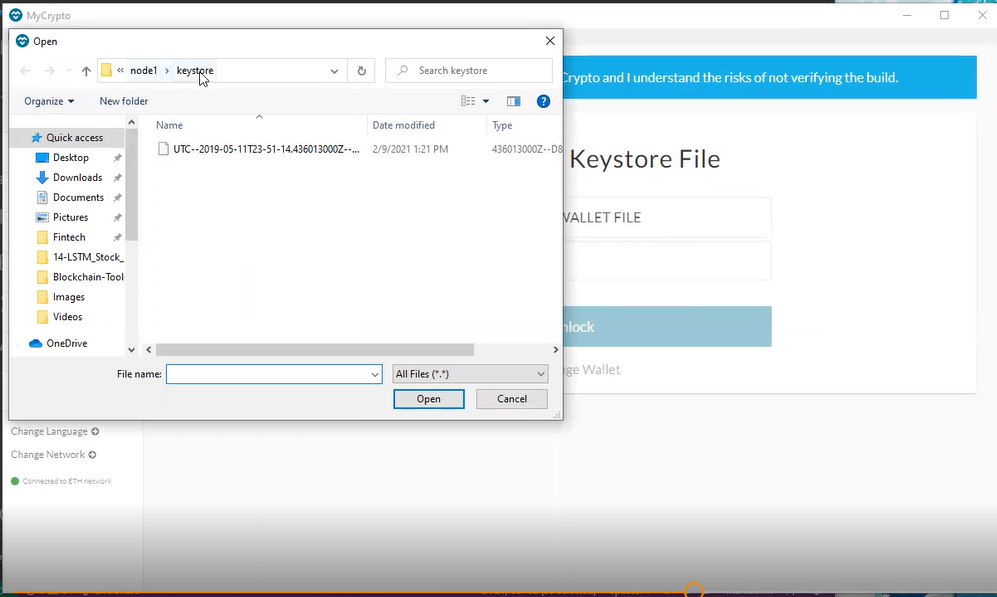 MyCrypto
Open
« node1 › keystore
Search keystore
Organize
New folder
Name
Date modified
Type
Quick access
Desktop
Downloads
Documents
Pictures
Fintech
14-LSTM_Stock_
Blockchain-Tool
Images
Videos
OneDrive
UTC--2019-05-11T23-51-14.436013000Z--...
2/9/2021 1:21 PM
436013000Z--D8
File name:
All Files (*.*)
Open
Cancel
Crypto and I understand the risks of not verifying the build.
Keystore File
WALLET FILE
nlock
nge Wallet
Change Language
Change Network
Connected to ETH network